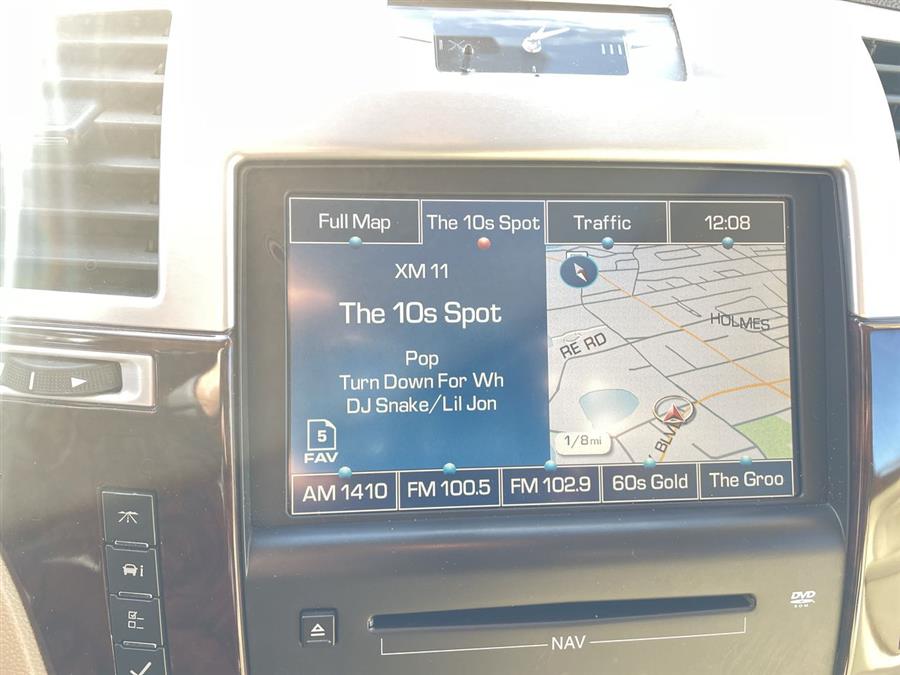 Full Map
The 10s Spot
Traffic
12:08
XM 11
The 10s Spot
Pop
Turn Down For Wh
DJ Snake/Lil Jon
5
FAV
HOLMES
RE RD
BLV
1/8mi
AM 1410
FM 100.5
FM 102.9
60s Gold
The Groo
i
DVD
ROM
NAV